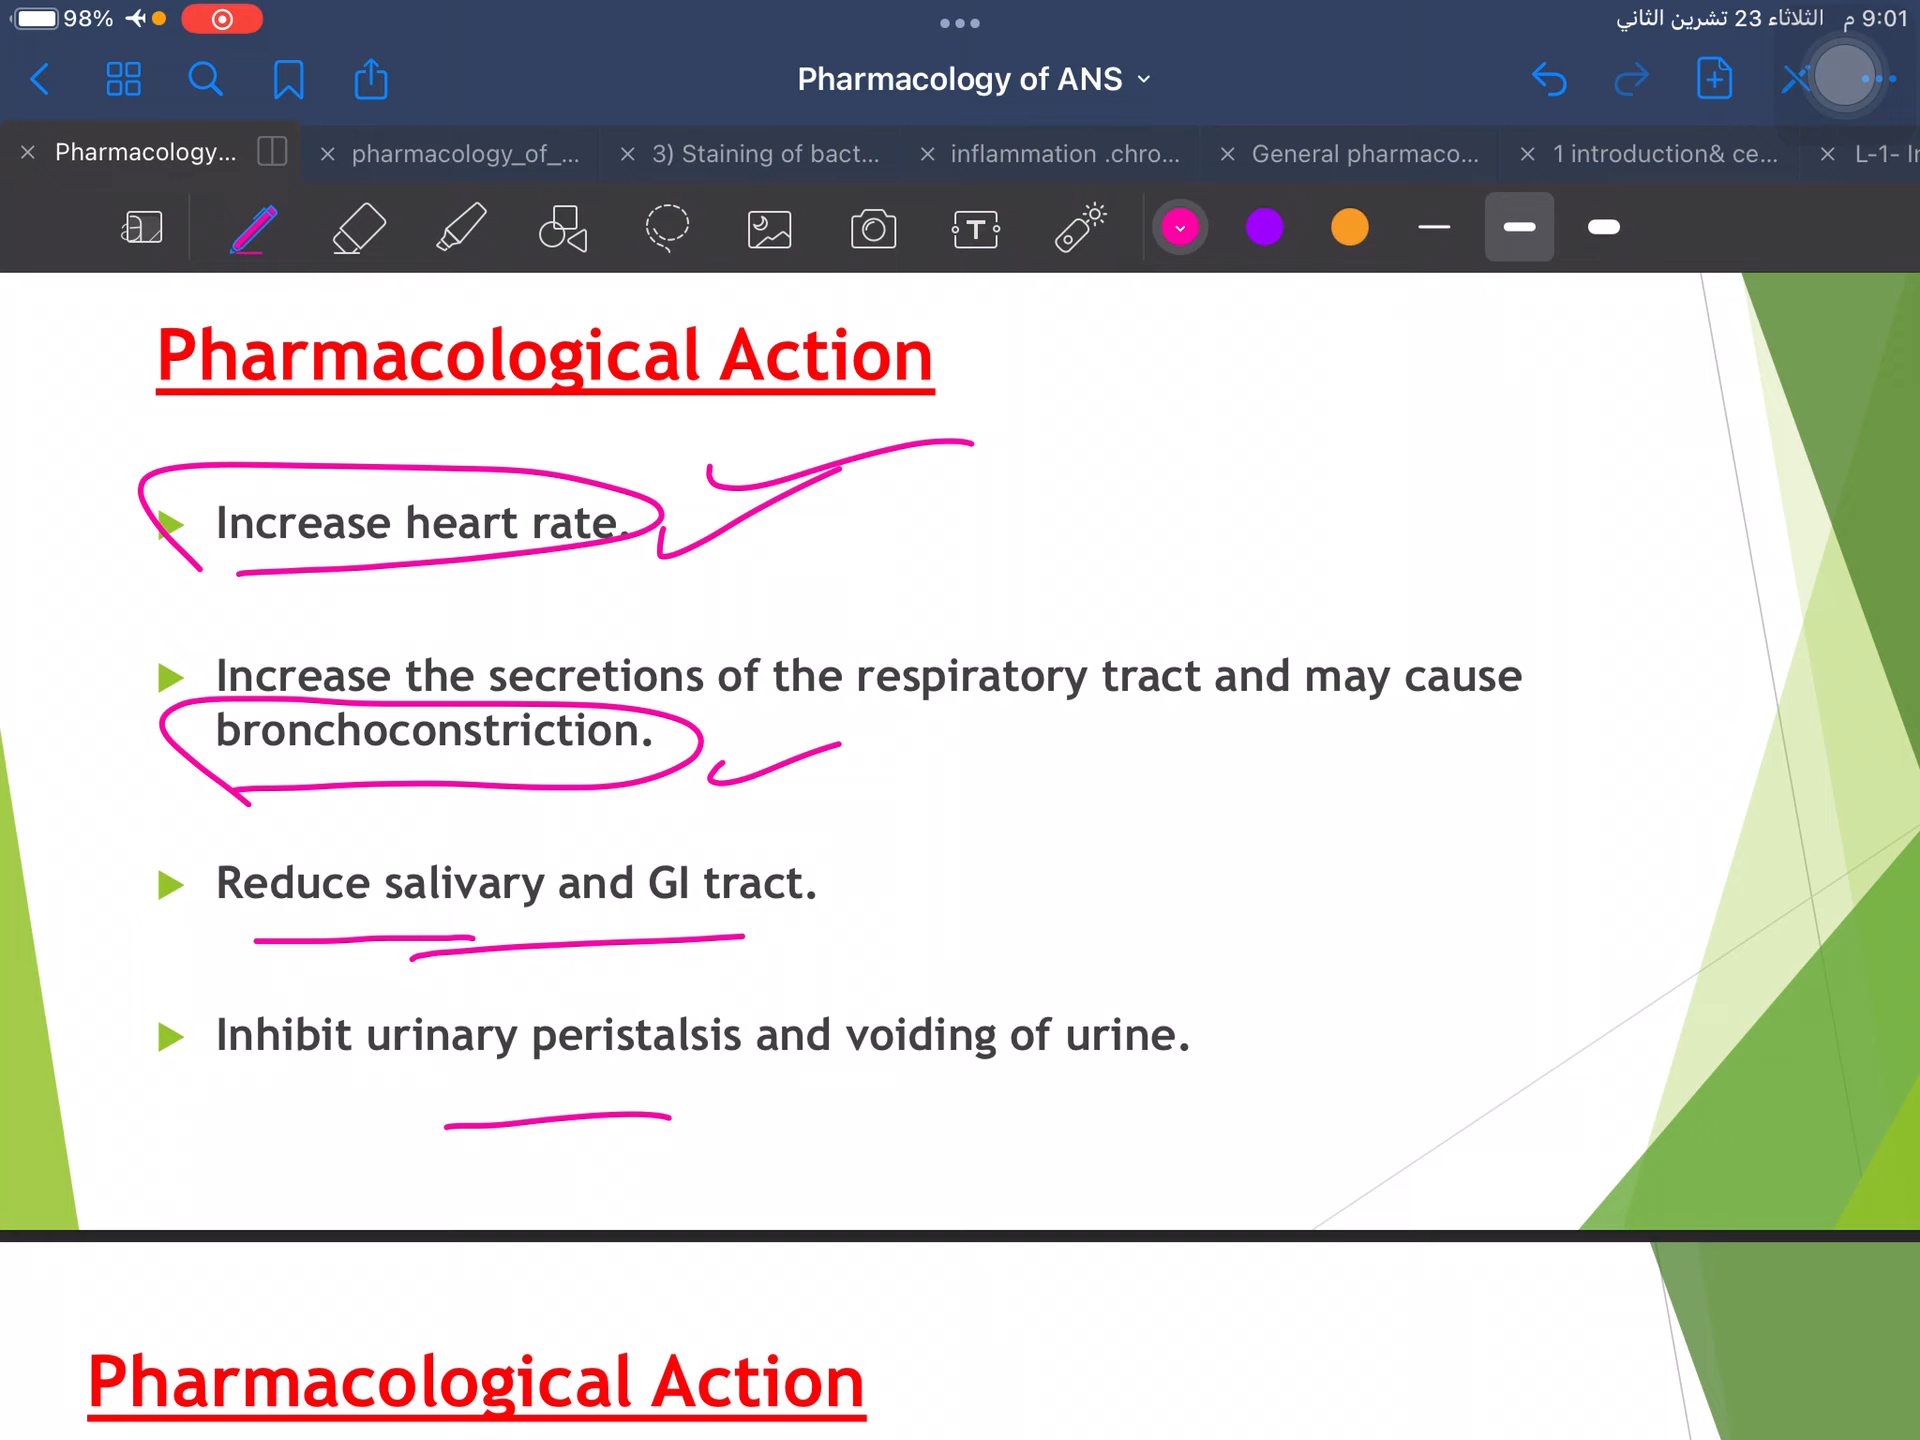 98%
9:01 م الثلاثاء 23 تشرين الثاني
Pharmacology of ANS
Pharmacology...
pharmacology_of_...
3) Staining of bact...
inflammation .chro...
General pharmaco...
1 introduction& ce...
L-1- Ir
a
T
Pharmacological Action
Increase heart rate.
Increase the secretions of the respiratory tract and may cause
bronchoconstriction.
Reduce salivary and GI tract.
Inhibit urinary peristalsis and voiding of urine.
Pharmacological Action